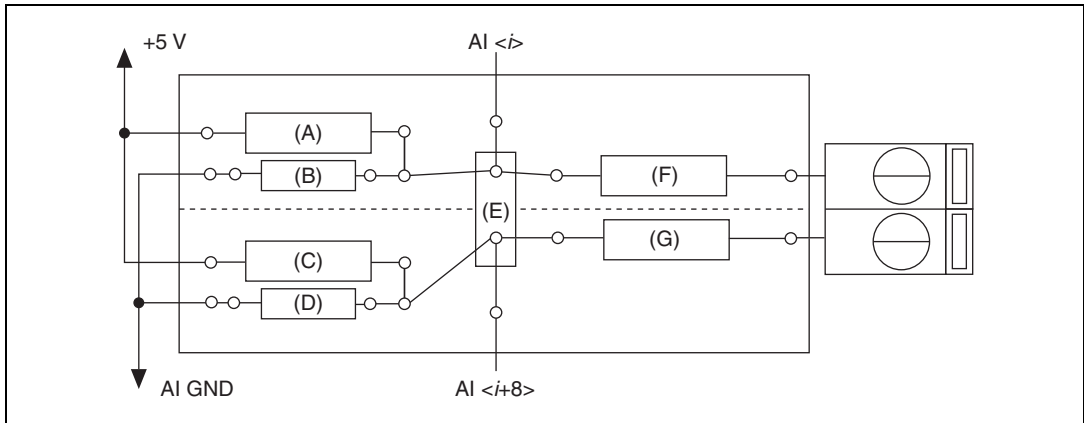 +5 V
AI <i>
(A)
(B)
(F)
(E)
(G)
(C)
(D)
AI GND
AI <i+8>